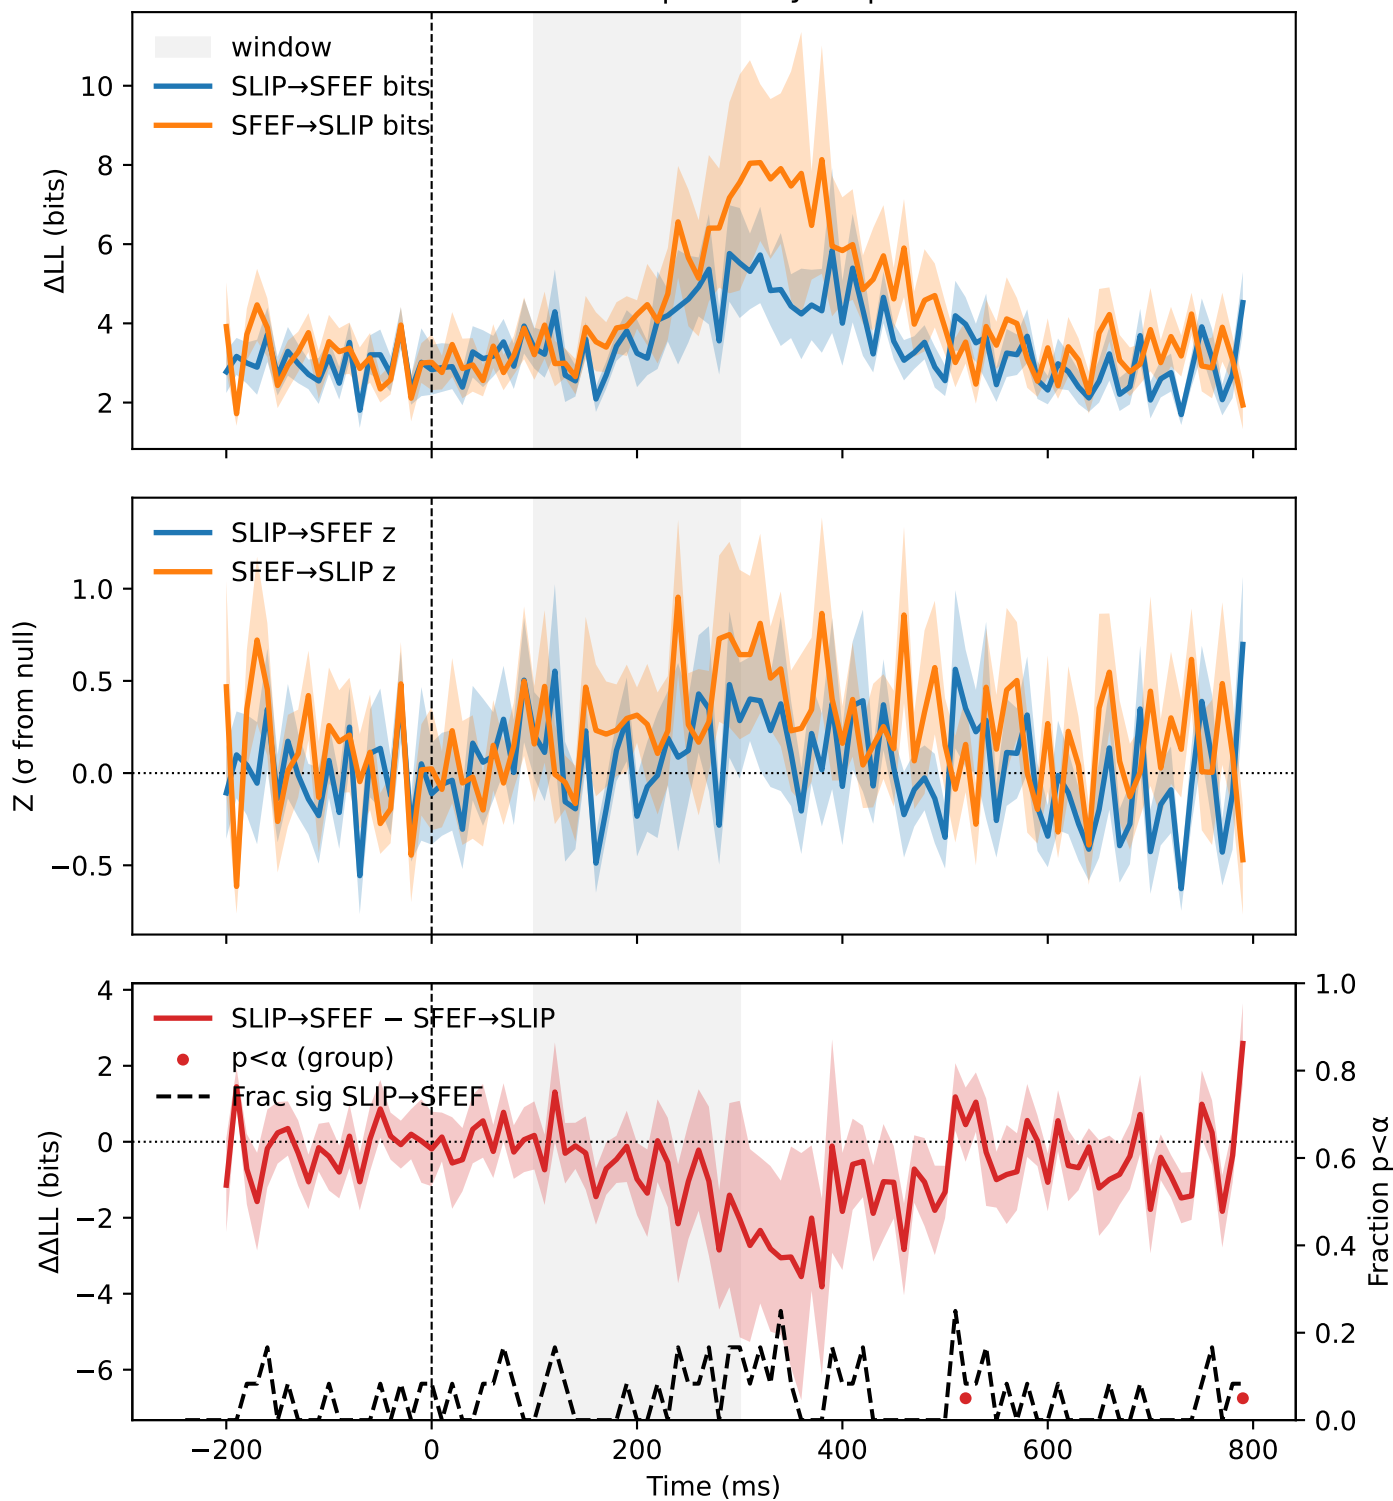 window
SLIP→SFEF bits
SFEF→SLIP bits
ΔLL (bits)
10
8
6
4
2
SLIP→SFEF z
SFEF→SLIP z
Z (σ from null)
1.0
0.5
0.0
−0.5
SLIP→SFEF − SFEF→SLIP
p<α (group)
Frac sig SLIP→SFEF
ΔΔLL (bits)
4
2
0
−2
−4
−6
1.0
0.8
0.6
0.4
0.2
0.0
Fraction p<α
−200
0
200
400
600
800
Time (ms)